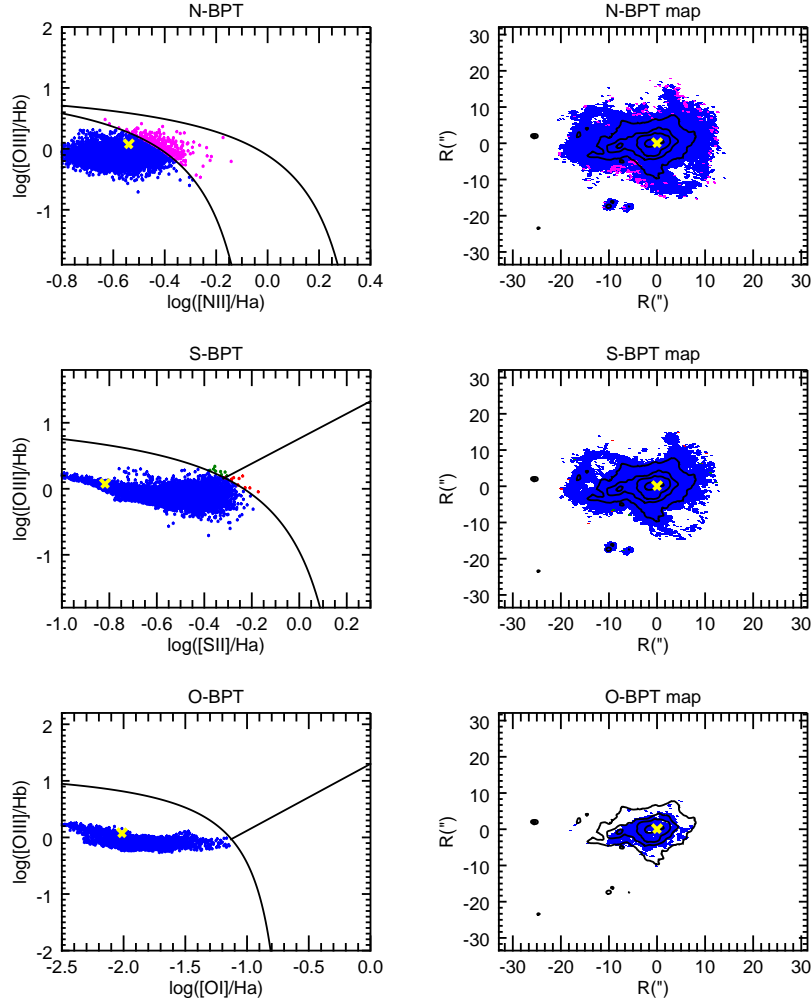 N-BPT
2
1
0
-1
log([OIII]/Hb)
-0.8 -0.6 -0.4 -0.2 0.0 0.2 0.4
log([NII]/Ha)
N-BPT map
30
20
10
0
-10
-20
-30
R(")
-30 -20 -10 0 10 20 30
R(")
S-BPT
1
0
-1
log([OIII]/Hb)
-1.0 -0.8 -0.6 -0.4 -0.2 0.0 0.2
log([SII]/Ha)
S-BPT map
30
20
10
0
-10
-20
-30
R(")
-30 -20 -10 0 10 20 30
R(")
O-BPT
2
1
0
-1
-2
log([OIII]/Hb)
-2.5 -2.0 -1.5 -1.0 -0.5 0.0
log([OI]/Ha)
O-BPT map
30
20
10
0
-10
-20
-30
R(")
-30 -20 -10 0 10 20 30
R(")